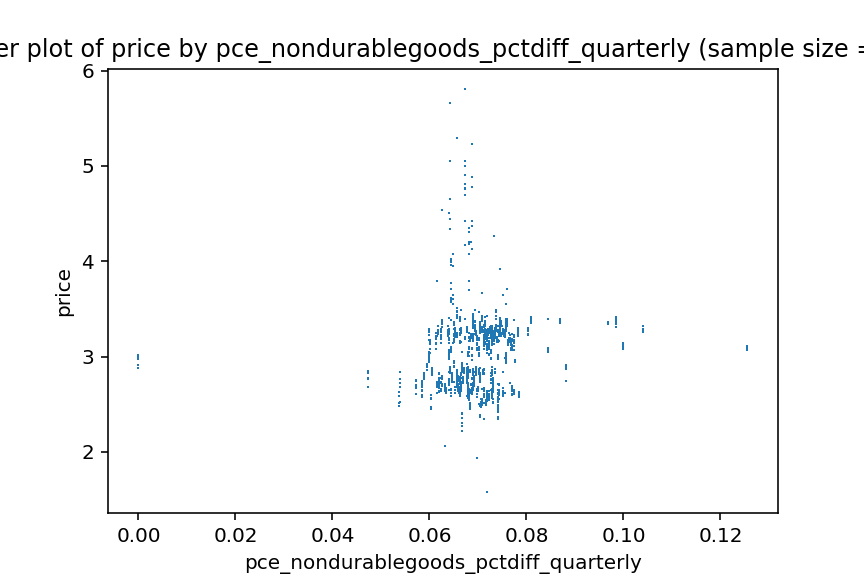 er plot of price by pce_nondurablegoods_pctdiff_quarterly (sample size =
6
5
4
3
2
price
0.00 0.02 0.04 0.06 0.08 0.10 0.12
pce_nondurablegoods_pctdiff_quarterly